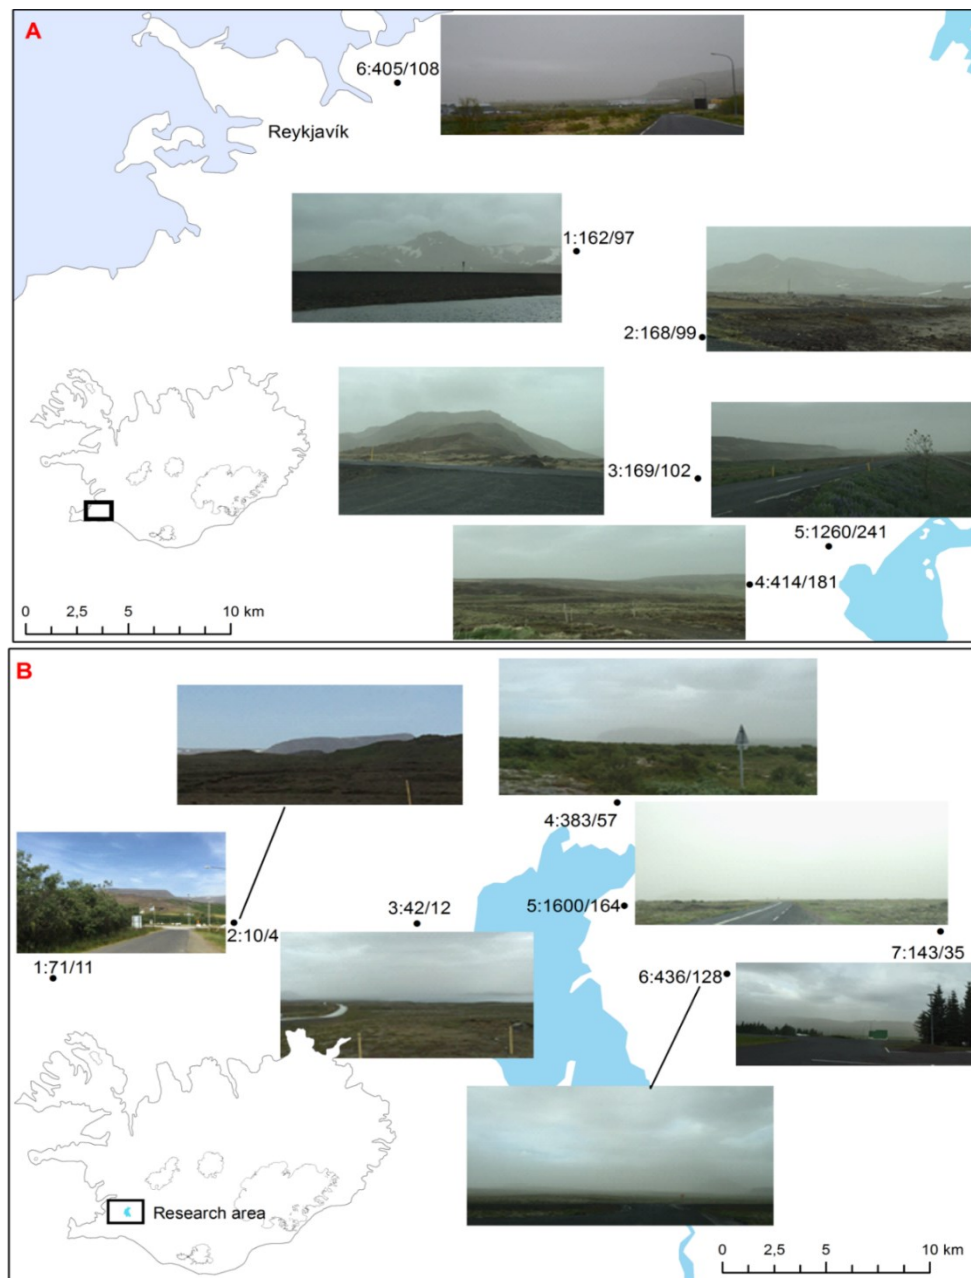 A
6:405/108
Reykjavík
1:162/97
2:168/99
3:169/102
5:1260/241
4:414/181
0 2,5 5 10 km
B
4:383/57
3:42/12
5:1600/164
2:10/4
7:143/35
1:71/11
6:436/128
Research area
0 2,5 5 10 km